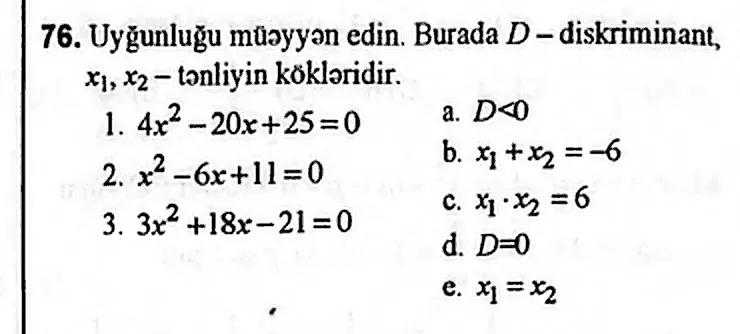 76. Uyğunluğu müəyyən edin. Burada D – diskriminant,
x₁, x₂ – tənliyin kökləridir.
1. 4x² – 20x+25=0
2. x² –6x+11=0
3. 3x² +18x–21=0
a. D<0
b. x₁ +x₂ =–6
c. x₁·x₂ =6
d. D=0
e. x₁ =x₂